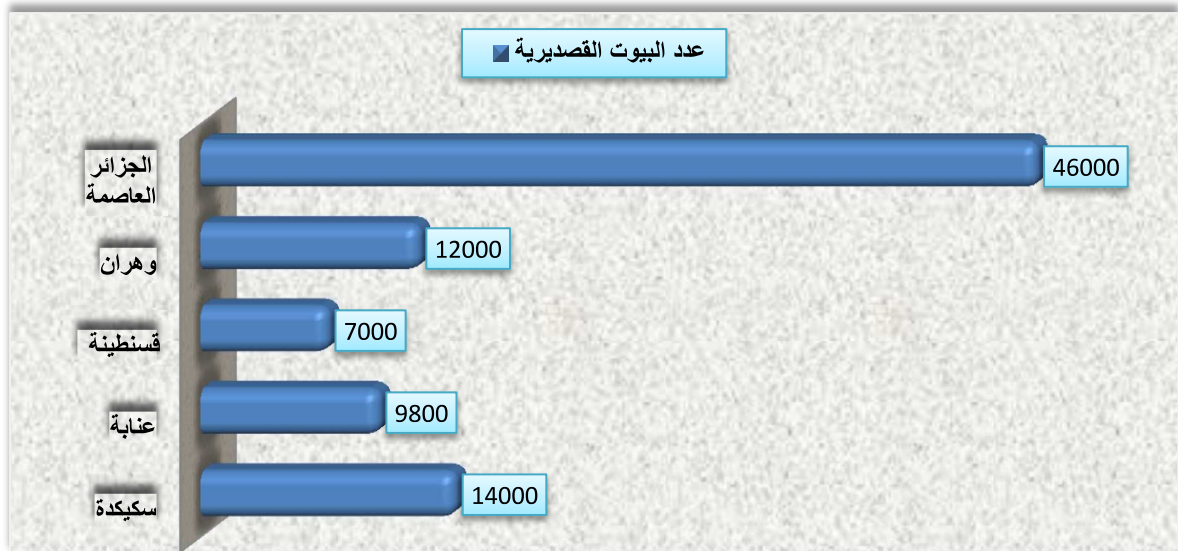 عدد البيوت القصديرية
الجزائر
العاصمة
46000
وهران
12000
قسنطينة
7000
عنابة
9800
سكيكدة
14000